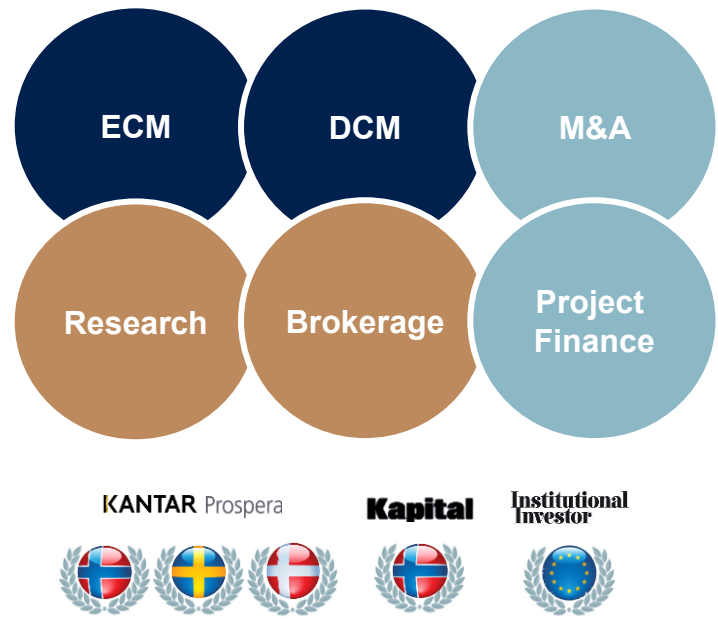 ECM
DCM
M&A
Research
Brokerage
Project
Finance
KANTAR Prospera
Kapital
Institutional
Investor